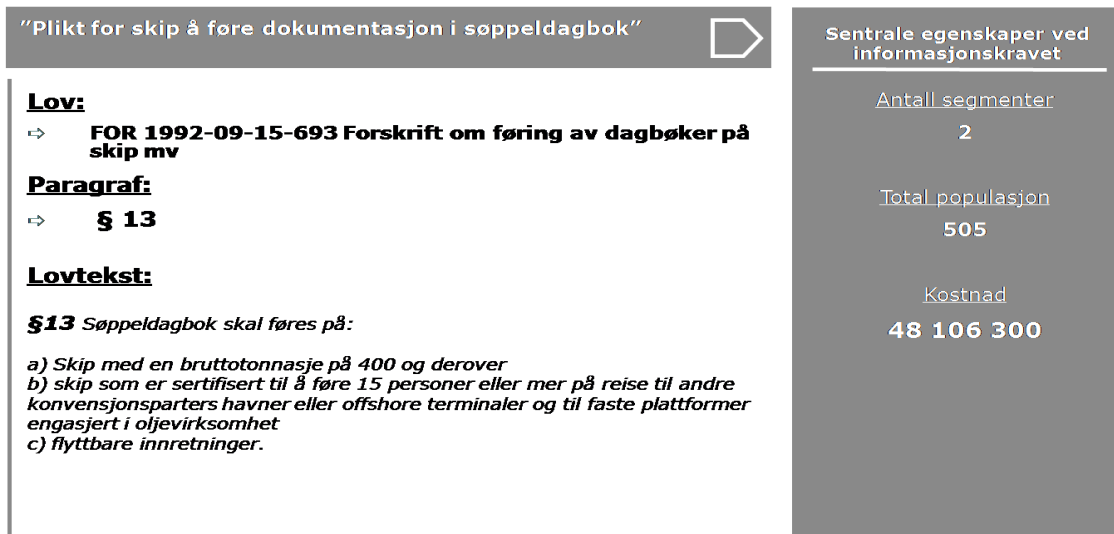 ”Plikt for skip å føre dokumentasjon i søppeldagbok”
Lov:
⇨ FOR 1992-09-15-693 Forskrift om føring av dagbøker på
skip mv
Paragraf:
⇨ § 13
Lovtekst:
§13 Søppeldagbok skal føres på:
a) Skip med en bruttotonnasje på 400 og derover
b) skip som er sertifisert til å føre 15 personer eller mer på reise til andre
konvensjonsparters havner eller offshore terminaler og til faste plattformer
engasjert i oljevirksomhet
c) flyttbare innretninger.
Sentrale egenskaper ved
informasjonskravet
Antall segmenter
2
Total populasjon
505
Kostnad
48 106 300